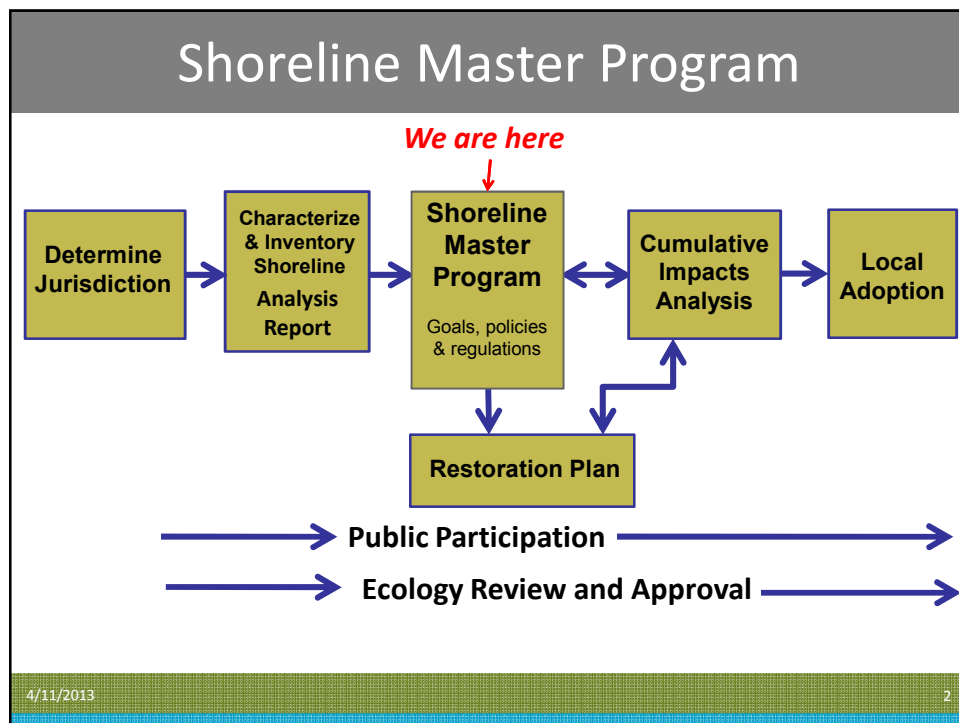 Shoreline Master Program
We are here
Determine
Jurisdiction
Characterize
& Inventory
Shoreline
Analysis
Report
Shoreline
Master
Program
Goals, policies
& regulations
Cumulative
Impacts
Analysis
Local
Adoption
Restoration Plan
Public Participation
Ecology Review and Approval
4/11/2013
2